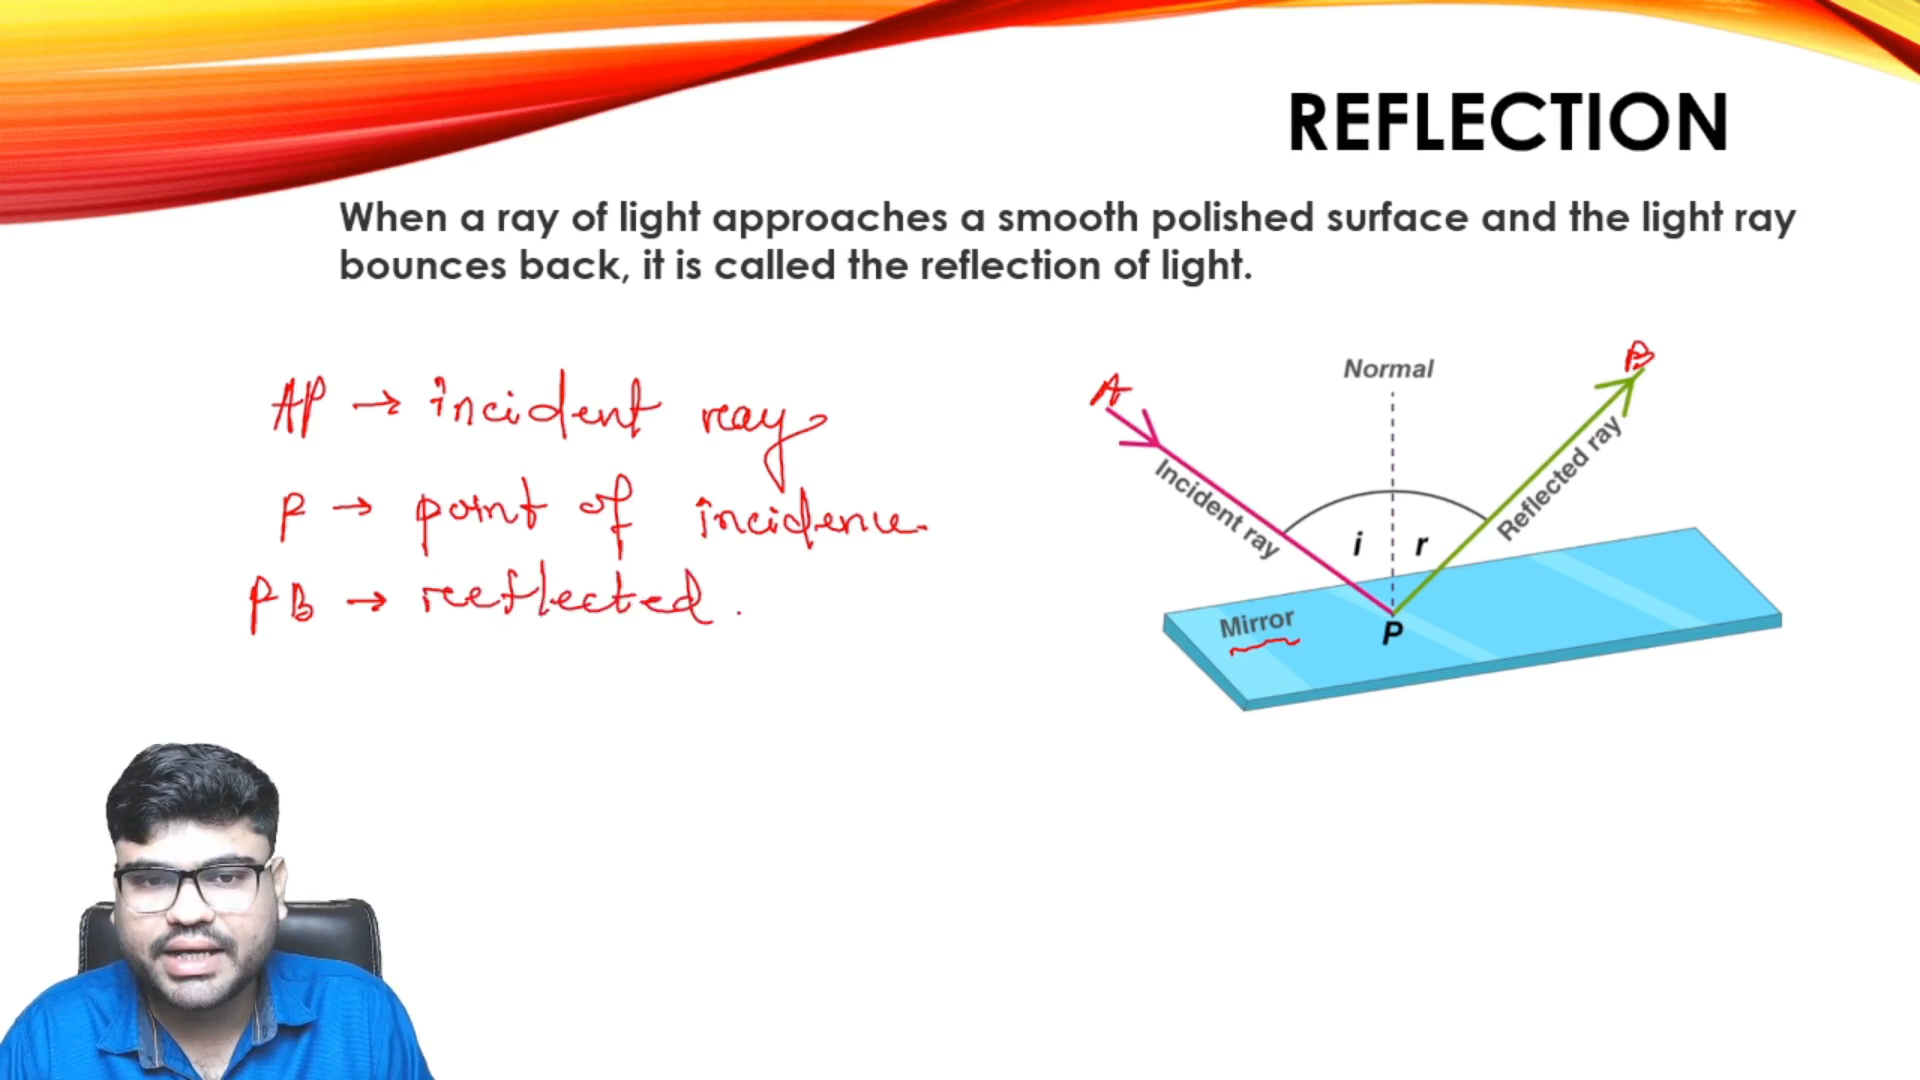 REFLECTION
When a ray of light approaches a smooth polished surface and the light ray
bounces back, it is called the reflection of light.
AP → incident ray
P → point of incidence
PB → reeflected.
A
B
Normal
Incident ray
Reflected ray
i
r
Mirror
P